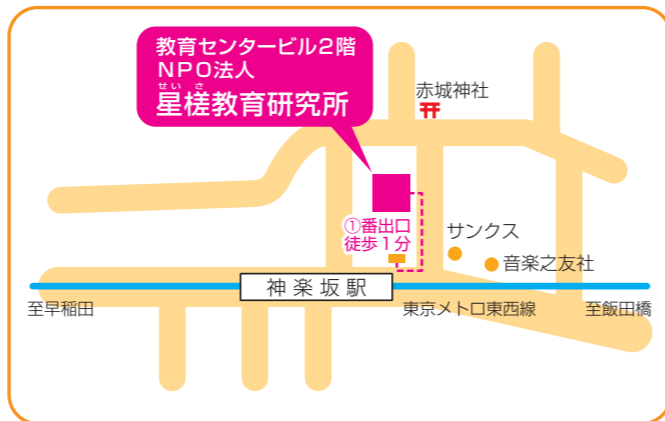 教育センタービル2階
NPO法人
せいさ
星槎教育研究所
赤城神社
①番出口
徒歩1分
サンクス
音楽之友社
神楽坂駅
至早稲田
東京メトロ東西線
至飯田橋